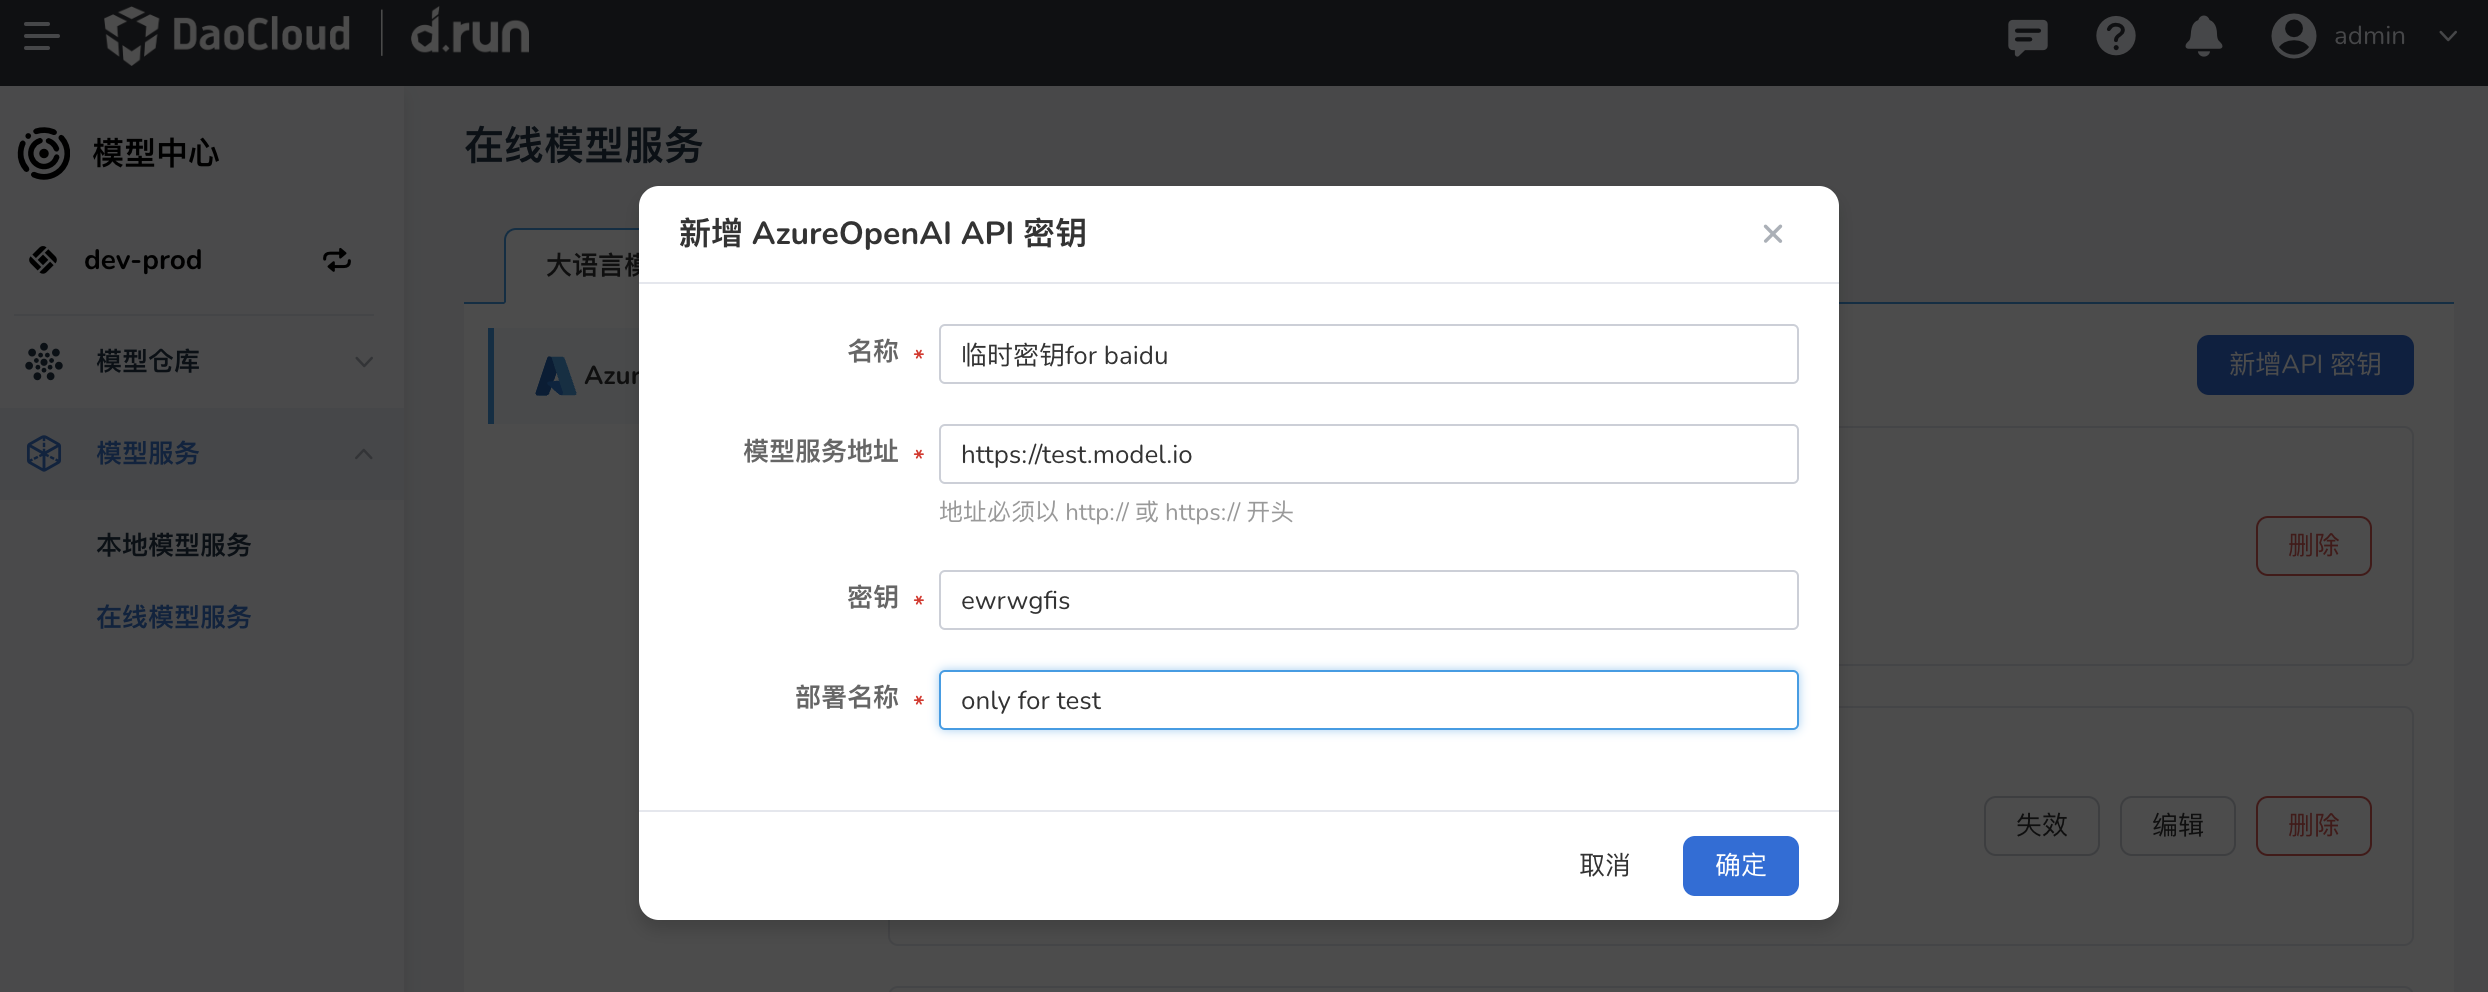 DaoCloud d.run
admin
模型中心
dev-prod
模型仓库
模型服务
本地模型服务
在线模型服务
在线模型服务
大语言模
Azur
新增API 密钥
删除
失效 编辑 删除
新增 AzureOpenAI API 密钥
名称 * 临时密钥for baidu
模型服务地址 * https://test.model.io
地址必须以 http:// 或 https:// 开头
密钥 * ewrwgfis
部署名称 * only for test
取消 确定